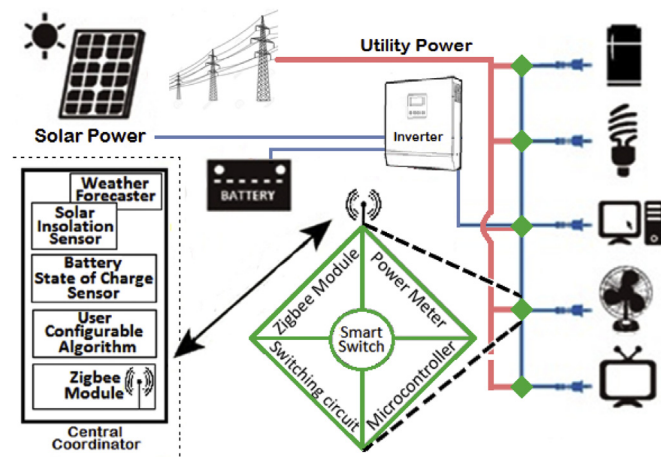 Utility Power
Solar Power
Inverter
BATTERY
Weather
Forecaster
Solar
Insolation
Sensor
Battery
State of Charge
Sensor
User
Configurable
Algorithm
Zigbee
Module
Central
Coordinator
Zigbee Module
Power Meter
Smart
Switch
Switching circuit
Microcontroller